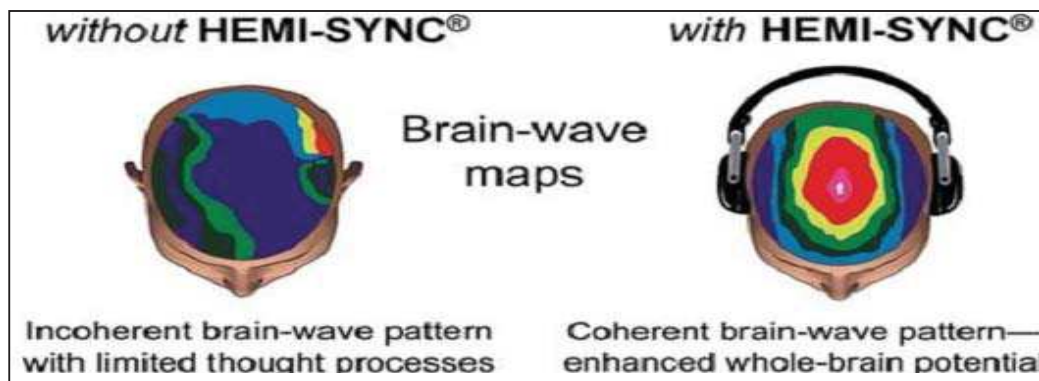 without HEMI-SYNC®
with HEMI-SYNC®
Brain-wave
maps
Incoherent brain-wave pattern
with limited thought processes
Coherent brain-wave pattern—
enhanced whole-brain potential